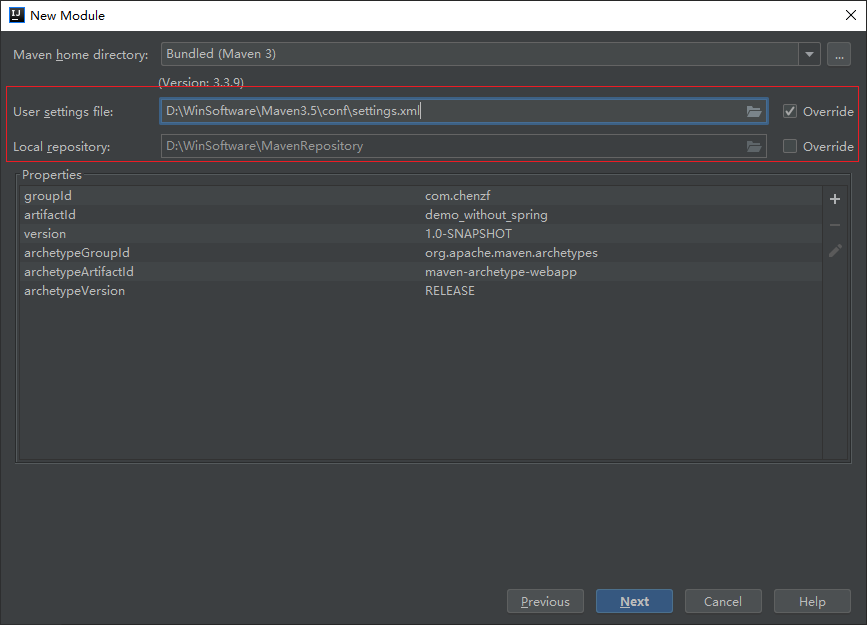 New Module
Maven home directory: Bundled (Maven 3) ...
(Version: 3.3.9)
User settings file: D:\WinSoftware\Maven3.5\conf\settings.xml Override
Local repository: D:\WinSoftware\MavenRepository Override
Properties
groupId com.chenzf
artifactId demo_without_spring
version 1.0-SNAPSHOT
archetypeGroupId org.apache.maven.archetypes
archetypeArtifactId maven-archetype-webapp
archetypeVersion RELEASE
Previous Next Cancel Help